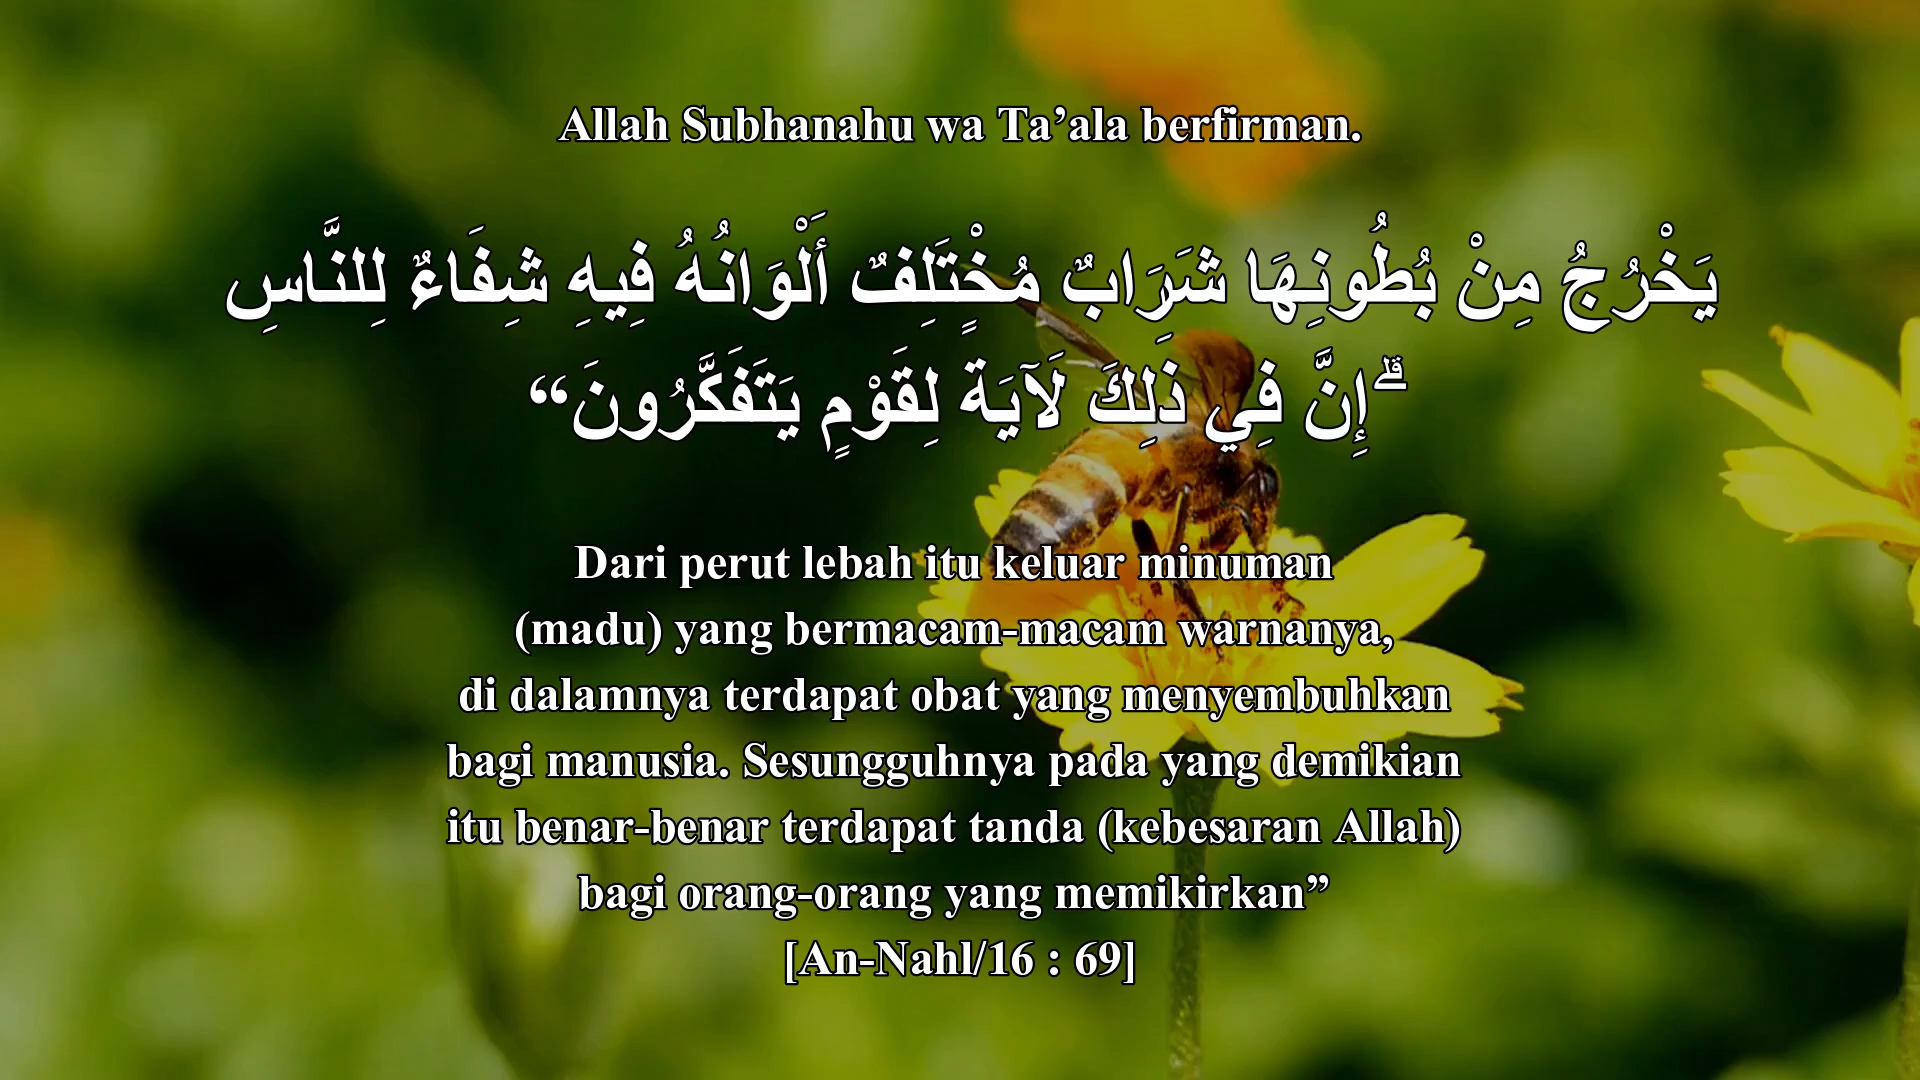 Allah Subhanahu wa Ta’ala berfirman.
يَخْرُجُ مِنْ بُطُونِهَا شَرَِابٌ مُخْتٍَلِفٌ أَلْوَانُهُ فِيهِ شِفَاءٌ لِلنَّاسِ
ۗإِنَّ فِي ذَٰلِكَ لَآيَة لِقَوْمٍ يَتَفَكَّرُونَ“
Dari perut lebah itu keluar minuman
(madu) yang bermacam-macam warnanya,
di dalamnya terdapat obat yang menyembuhkan
bagi manusia. Sesungguhnya pada yang demikian
itu benar-benar terdapat tanda (kebesaran Allah)
bagi orang-orang yang memikirkan”
[An-Nahl/16 : 69]